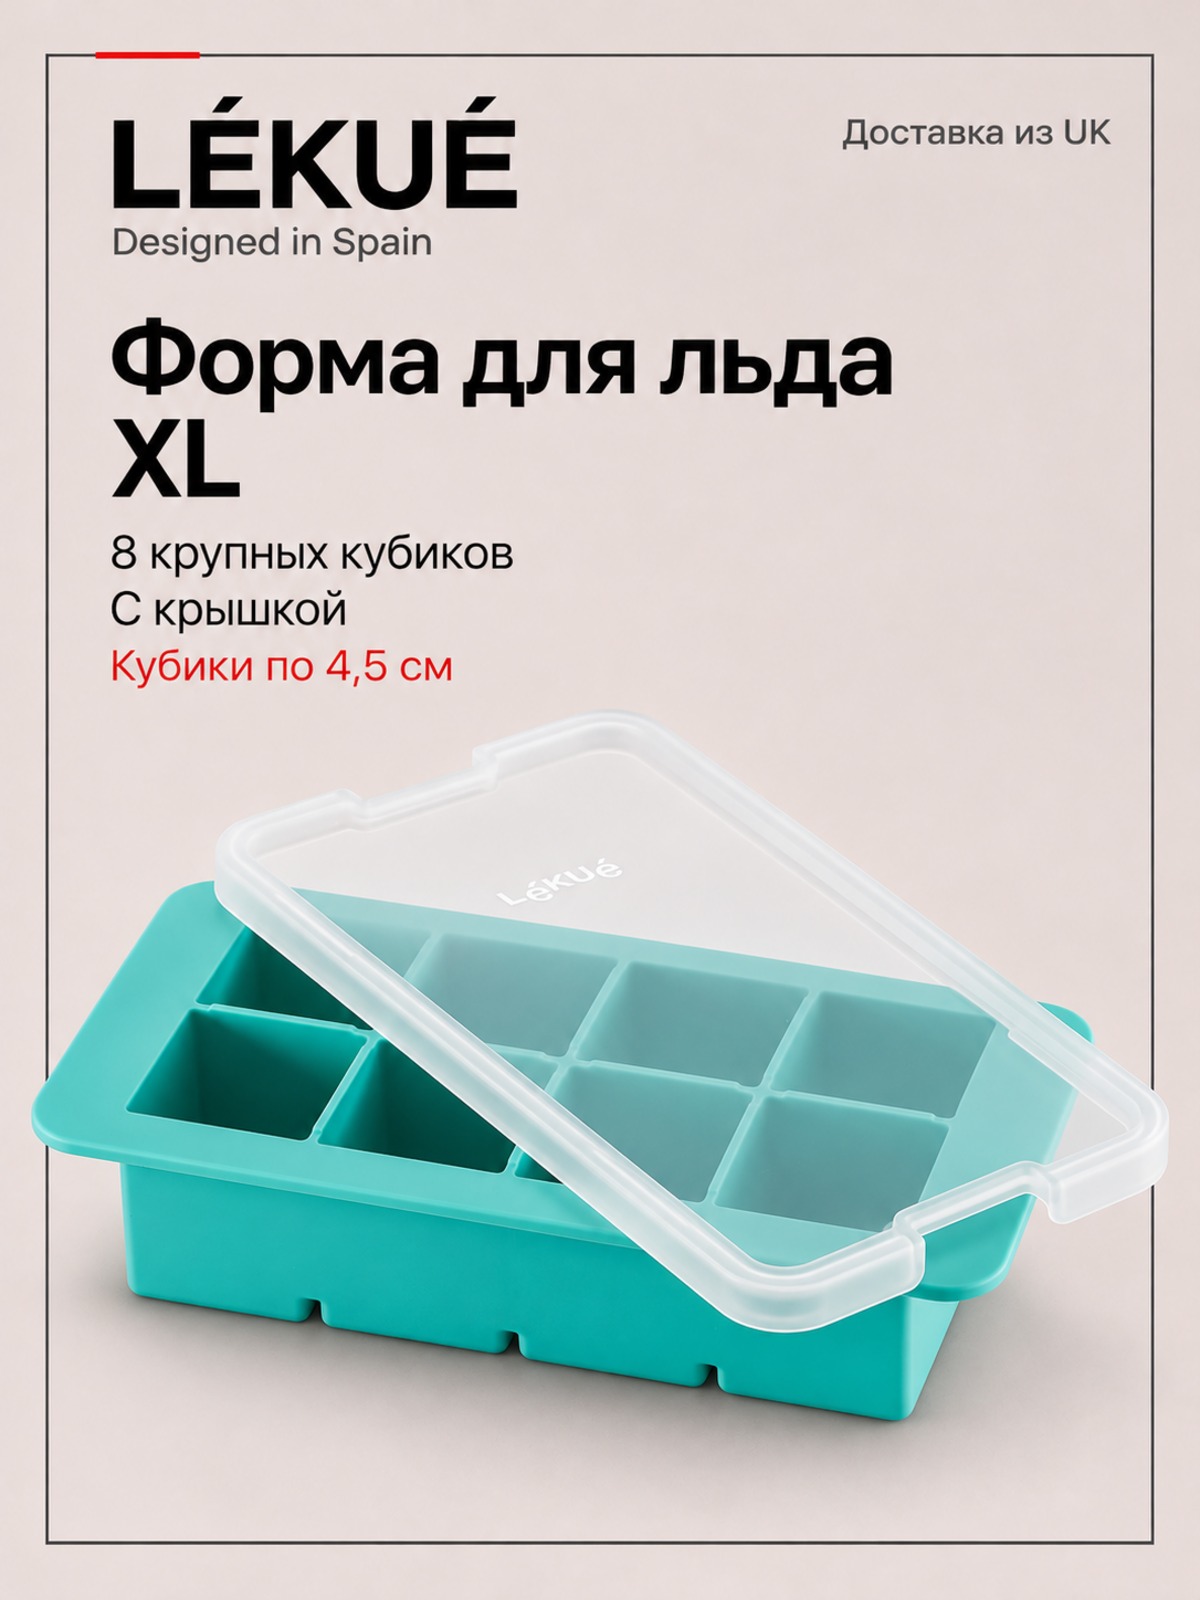 LÉKUÉ
Designed in Spain
Доставка из UK
Форма для льда
XL
8 крупных кубиков
С крышкой
Кубики по 4,5 см
Lékué